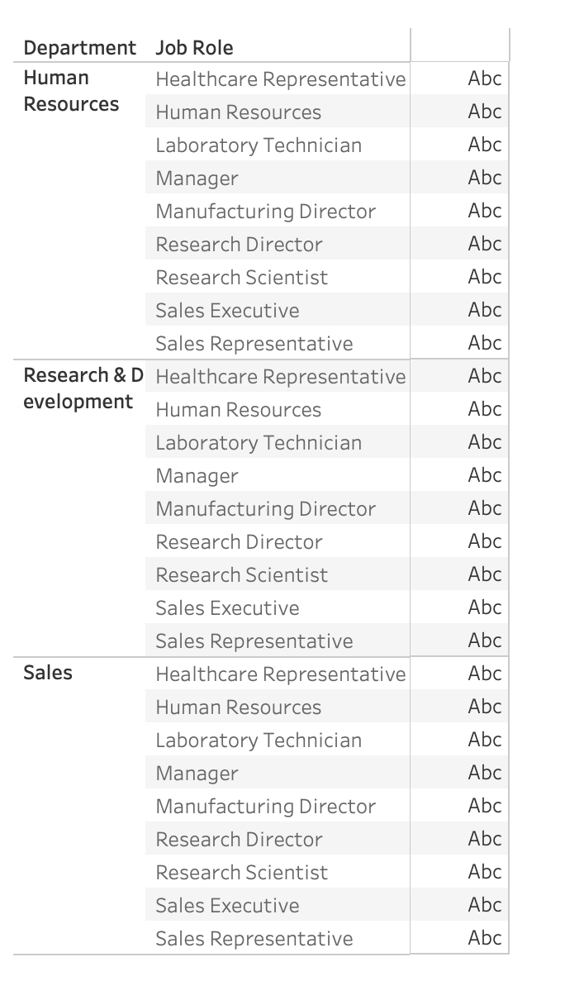 Department Job Role
Human Healthcare Representative Abc
Resources Human Resources Abc
Laboratory Technician Abc
Manager Abc
Manufacturing Director Abc
Research Director Abc
Research Scientist Abc
Sales Executive Abc
Sales Representative Abc
Research & D Healthcare Representative Abc
evelopment Human Resources Abc
Laboratory Technician Abc
Manager Abc
Manufacturing Director Abc
Research Director Abc
Research Scientist Abc
Sales Executive Abc
Sales Representative Abc
Sales Healthcare Representative Abc
Human Resources Abc
Laboratory Technician Abc
Manager Abc
Manufacturing Director Abc
Research Director Abc
Research Scientist Abc
Sales Executive Abc
Sales Representative Abc